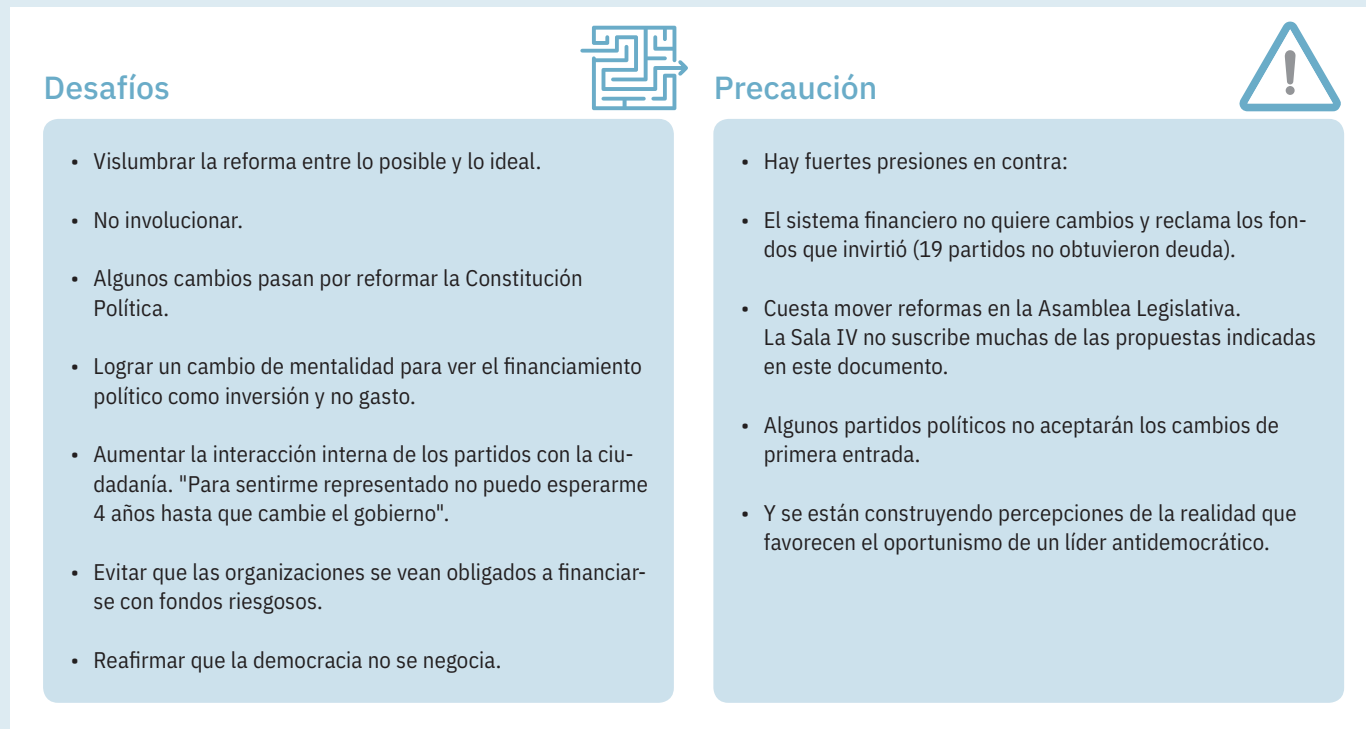 Desafíos
• Vislumbrar la reforma entre lo posible y lo ideal.
• No involucionar.
• Algunos cambios pasan por reformar la Constitución
Política.
• Lograr un cambio de mentalidad para ver el financiamiento
político como inversión y no gasto.
• Aumentar la interacción interna de los partidos con la ciu-
dadanía. "Para sentirme representado no puedo esperarme
4 años hasta que cambie el gobierno".
• Evitar que las organizaciones se vean obligados a financiar-
se con fondos riesgosos.
• Reafirmar que la democracia no se negocia.
Precaución
• Hay fuertes presiones en contra:
• El sistema financiero no quiere cambios y reclama los fon-
dos que invirtió (19 partidos no obtuvieron deuda).
• Cuesta mover reformas en la Asamblea Legislativa.
La Sala IV no suscribe muchas de las propuestas indicadas
en este documento.
• Algunos partidos políticos no aceptarán los cambios de
primera entrada.
• Y se están construyendo percepciones de la realidad que
favorecen el oportunismo de un líder antidemocrático.